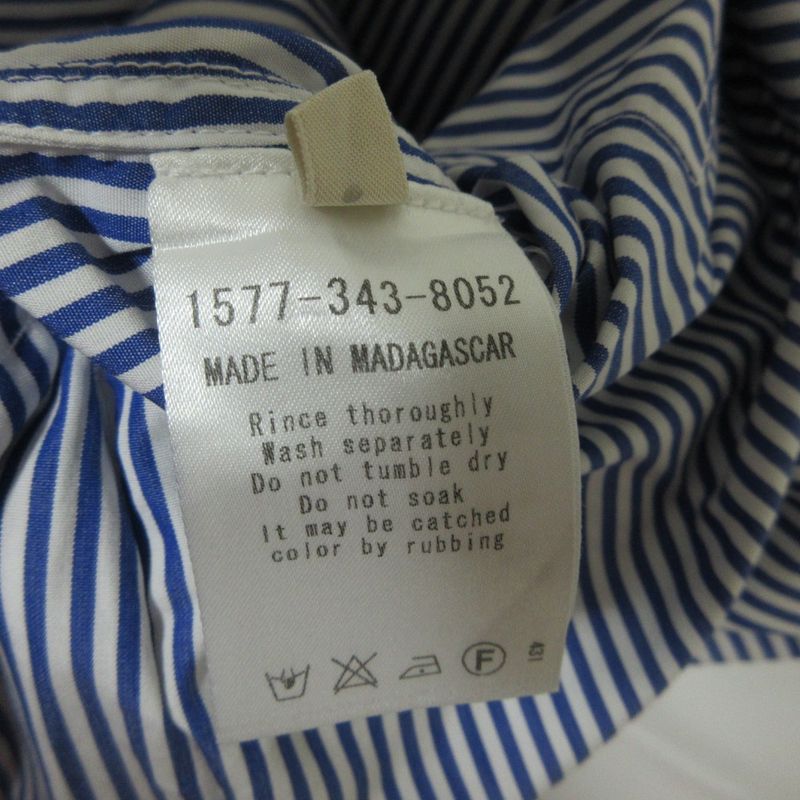 1577-343-8052
MADE IN MADAGASCAR
Rince thoroughly
Wash separately
Do not tumble dry
Do not soak
It may be catched
color by rubbing
F
431